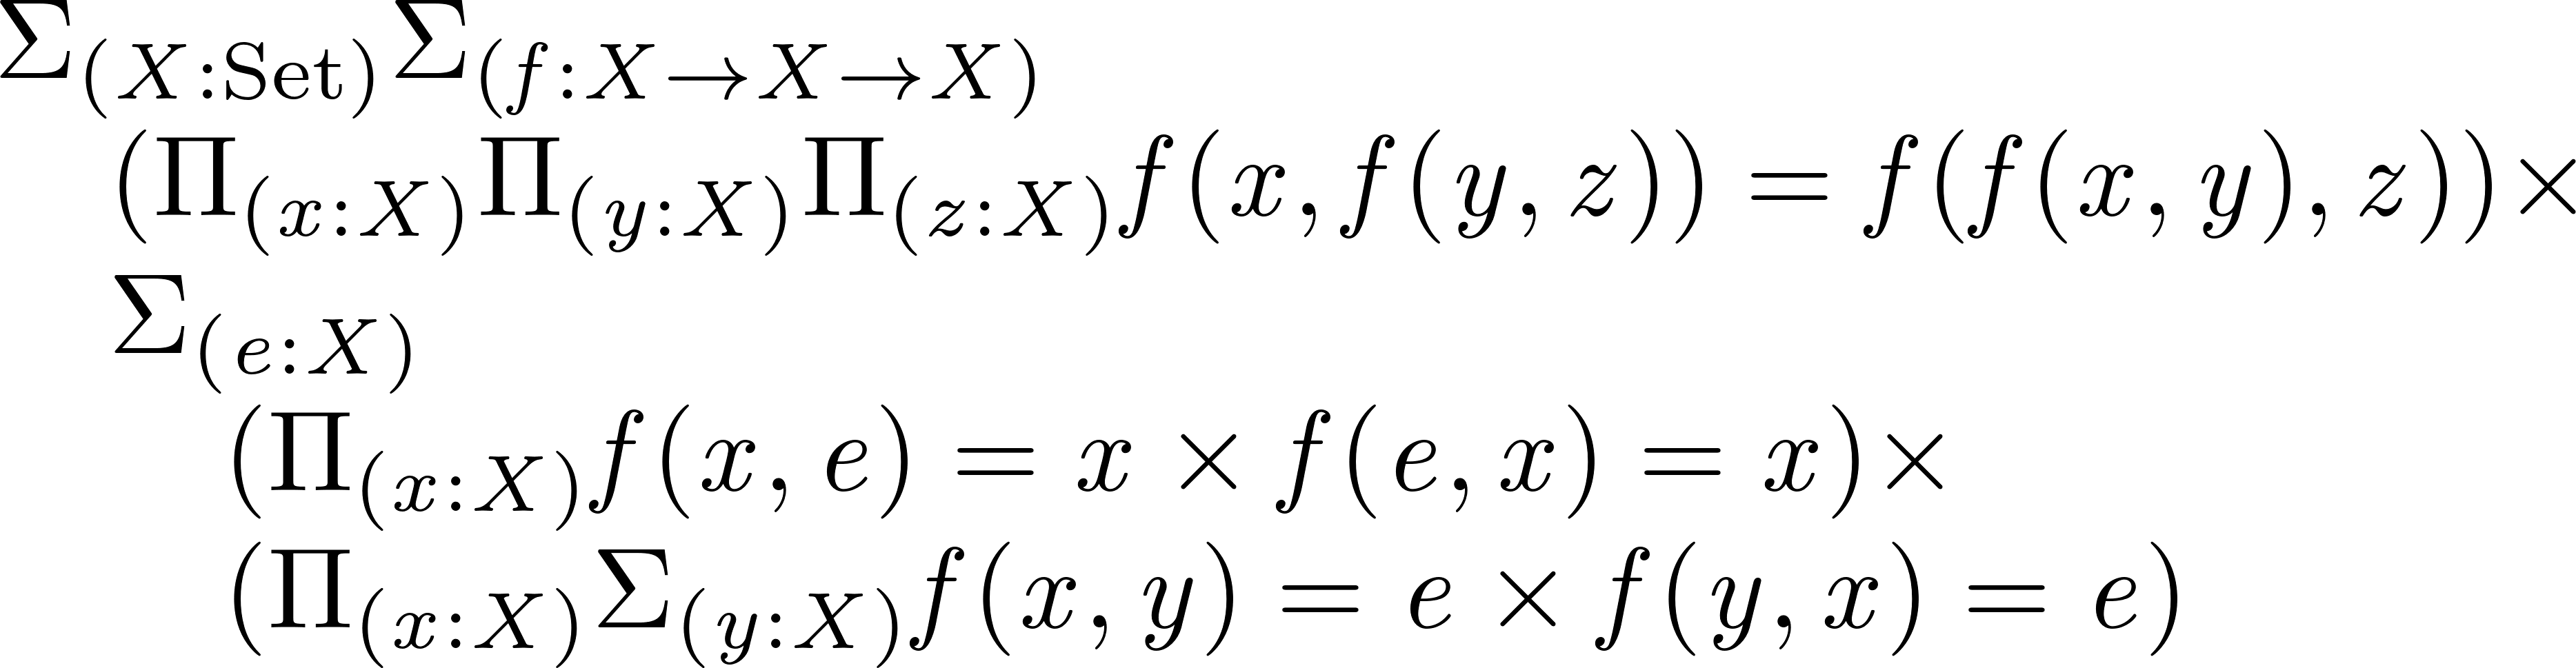 Σ(X:Set)Σ(f:X→X→X)
(Π(x:X)Π(y:X)Π(z:X)f(x, f(y, z)) = f(f(x, y), z))×
Σ(e:X)
(Π(x:X)f(x, e) = x × f(e, x) = x)×
(Π(x:X)Σ(y:X)f(x, y) = e × f(y, x) = e)